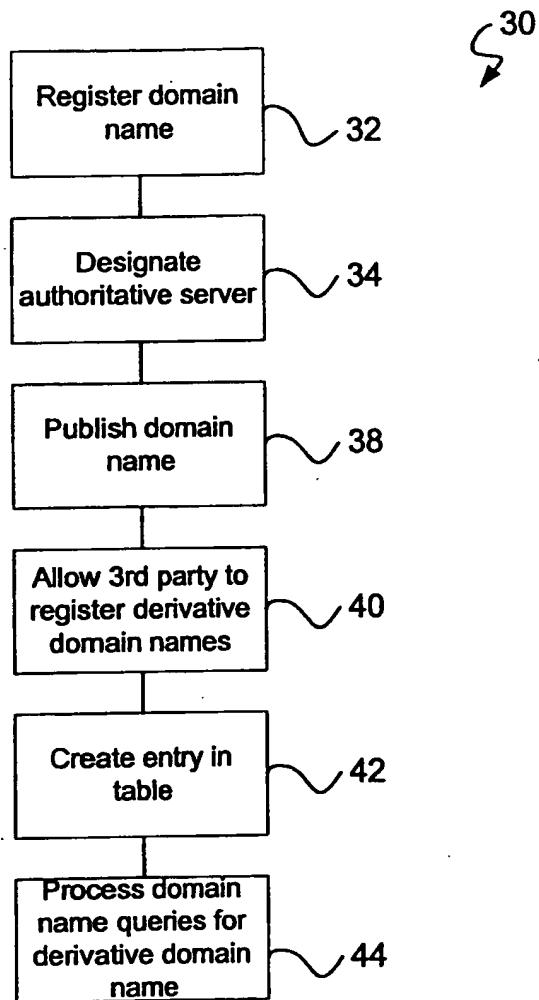 30
Register domain
name
32
Designate
authoritative server
34
Publish domain
name
38
Allow 3rd party to
register derivative
domain names
40
Create entry in
table
42
Process domain
name queries for
derivative domain
name
44